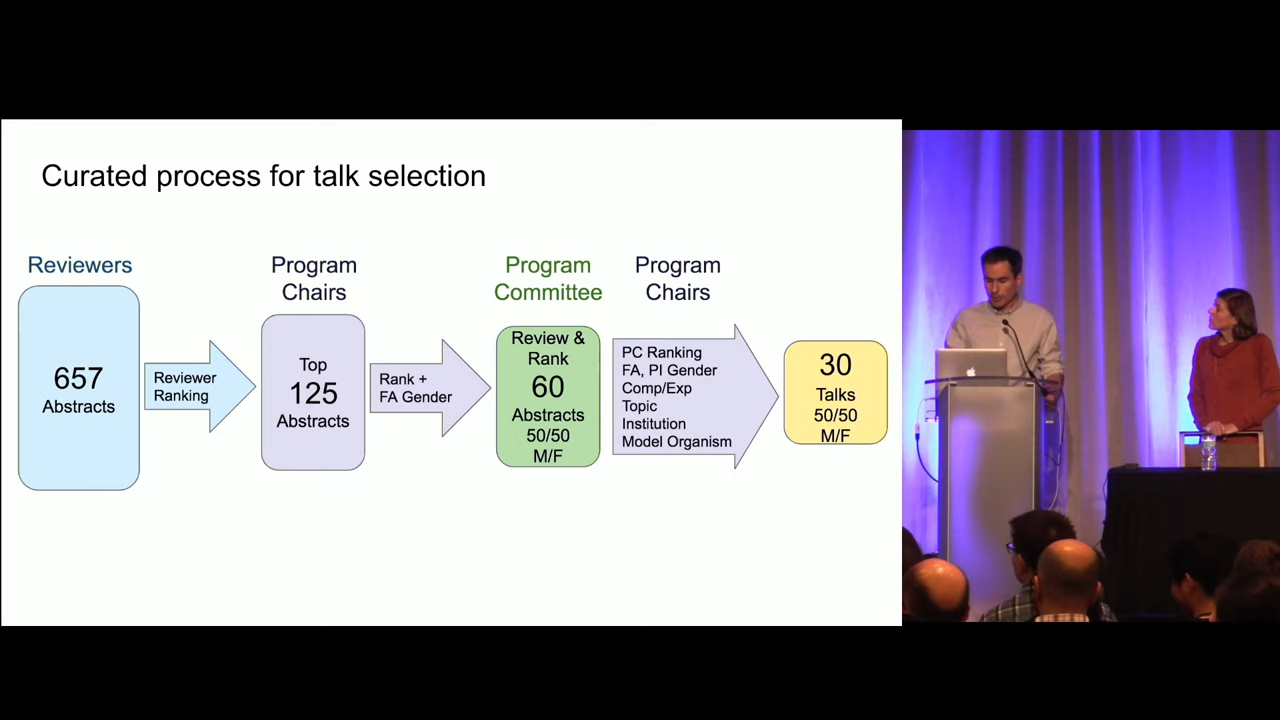 Curated process for talk selection
Reviewers
657
Abstracts
Reviewer
Ranking
Program
Chairs
Top
125
Abstracts
Rank +
FA Gender
Program
Committee
Review &
Rank
60
Abstracts
50/50
M/F
Program
Chairs
PC Ranking
FA, PI Gender
Comp/Exp
Topic
Institution
Model Organism
30
Talks
50/50
M/F